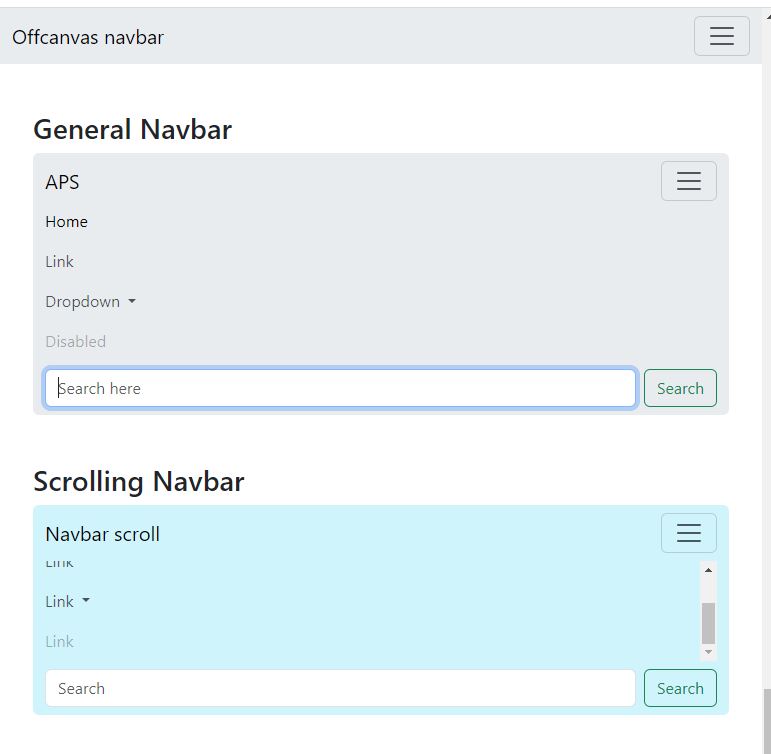 Offcanvas navbar
General Navbar
APS
Home
Link
Dropdown
Disabled
Search here Search
Scrolling Navbar
Navbar scroll
Link
Link
Link
Search Search